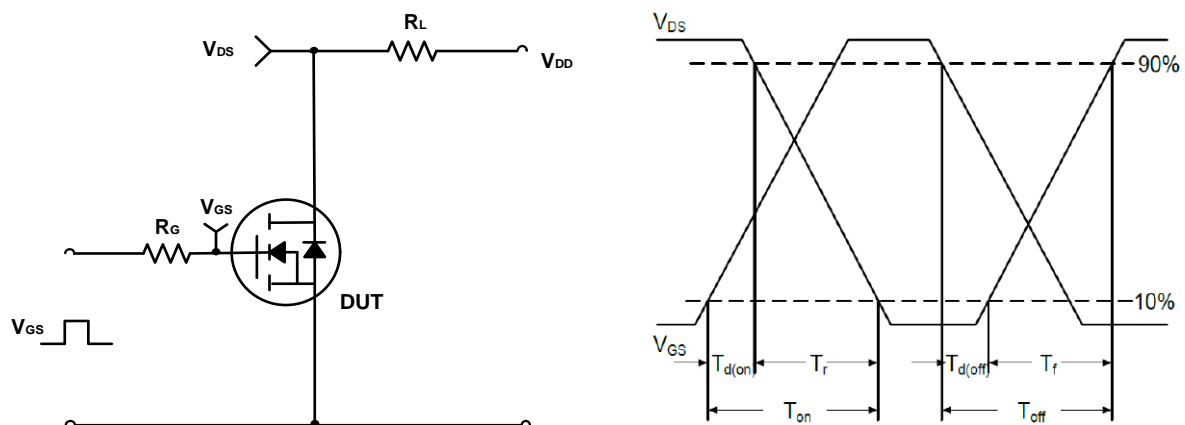 RL
VDS
VDD
VGS
RG
DUT
VGS
VDS
90%
10%
VGS
Td(on)
Tr
Td(off)
Tf
Ton
Toff